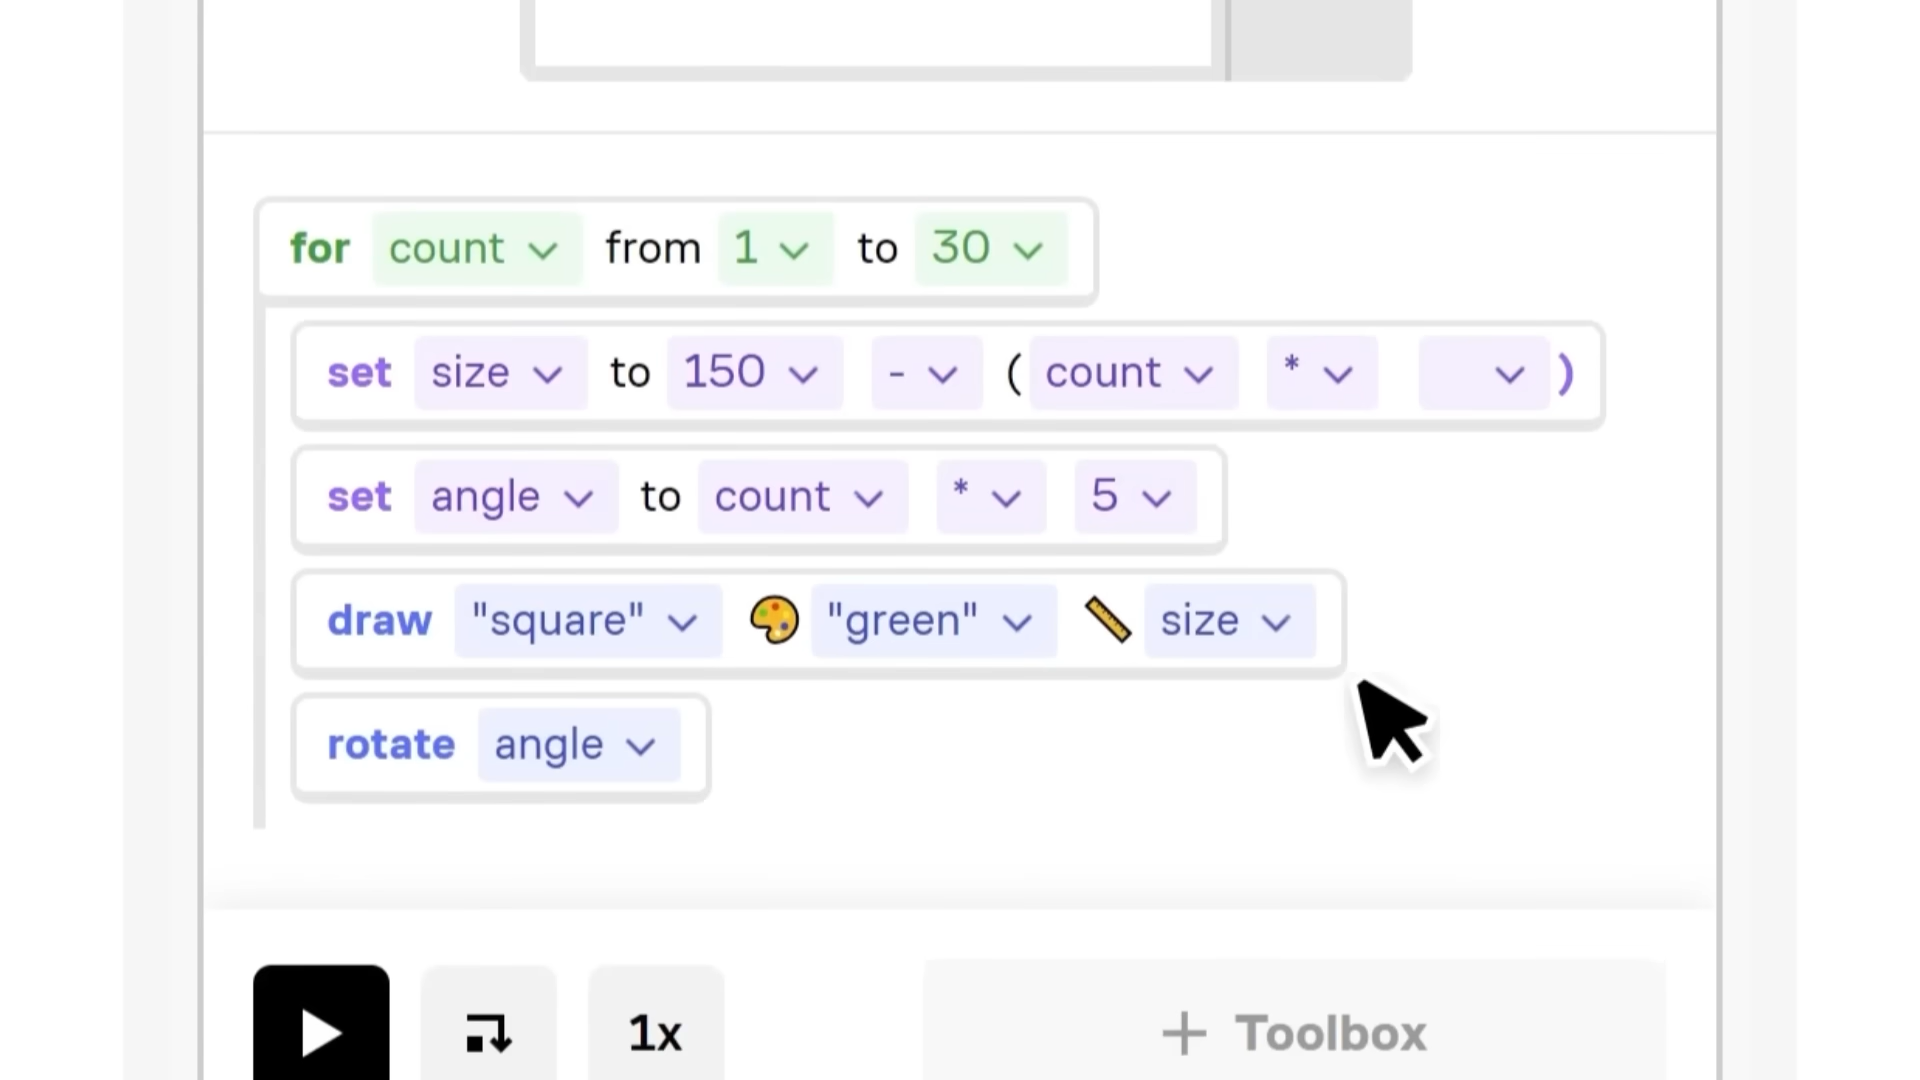 for count from 1 to 30
set size to 150 - ( count * )
set angle to count * 5
draw "square" "green" size
rotate angle
1x + Toolbox